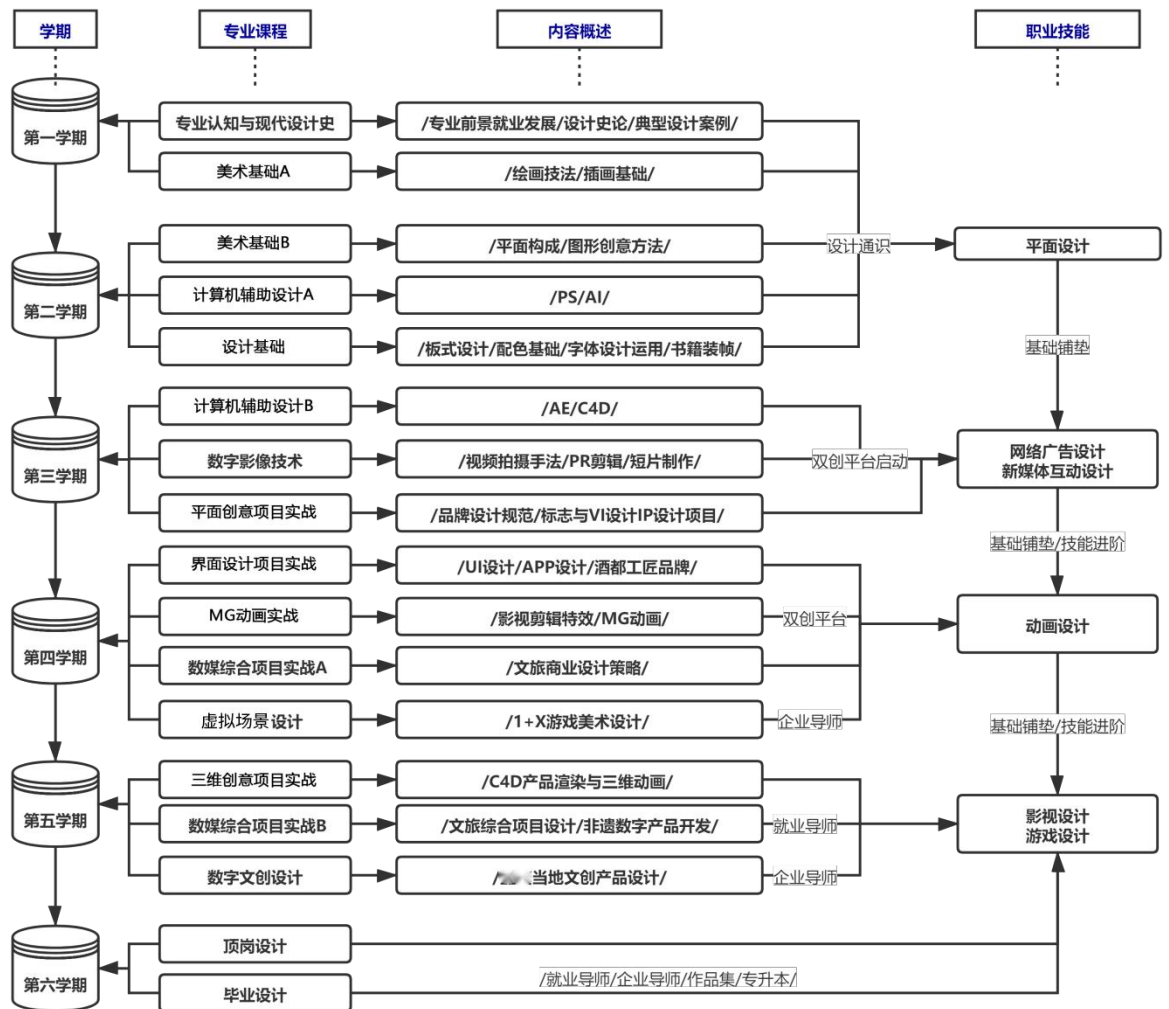 学期
专业课程
内容概述
职业技能
第一学期
专业认知与现代设计史
/专业前景就业发展/设计史论/典型设计案例/
美术基础A
/绘画技法/插画基础/
第二学期
美术基础B
/平面构成/图形创意方法/
设计通识
平面设计
计算机辅助设计A
/PS/AI/
设计基础
/板式设计/配色基础/字体设计运用/书籍装帧/
基础铺垫
第三学期
计算机辅助设计B
/AE/C4D/
数字影像技术
/视频拍摄手法/PR剪辑/短片制作/
双创平台启动
网络广告设计
新媒体互动设计
平面创意项目实战
/品牌设计规范/标志与VI设计IP设计项目/
基础铺垫/技能进阶
第四学期
界面设计项目实战
/UI设计/APP设计/酒都工匠品牌/
MG动画实战
/影视剪辑特效/MG动画/
双创平台
动画设计
数媒综合项目实战A
/文旅商业设计策略/
虚拟场景设计
/1+X游戏美术设计/
企业导师
基础铺垫/技能进阶
第五学期
三维创意项目实战
/C4D产品渲染与三维动画/
数媒综合项目实战B
/文旅综合项目设计/非遗数字产品开发/
就业导师
影视设计
游戏设计
数字文创设计
/当地文创产品设计/
企业导师
第六学期
顶岗设计
毕业设计
/就业导师/企业导师/作品集/专升本/